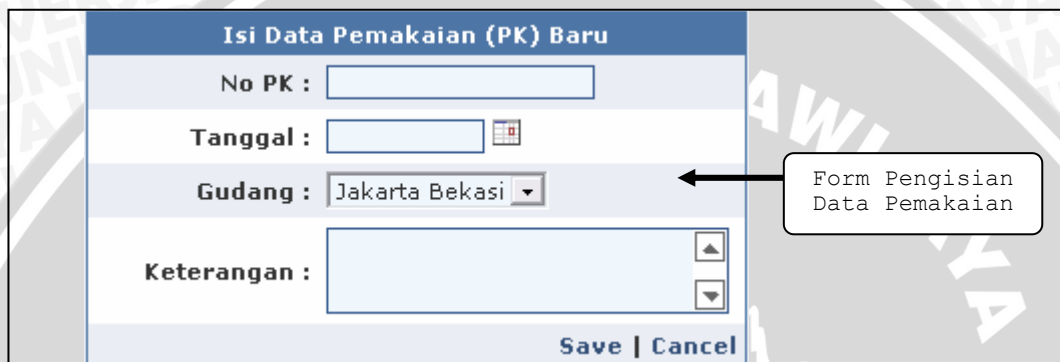 Isi Data Pemakaian (PK) Baru
No PK :
Tanggal :
Gudang : Jakarta Bekasi
Form Pengisian
Data Pemakaian
Keterangan :
Save | Cancel